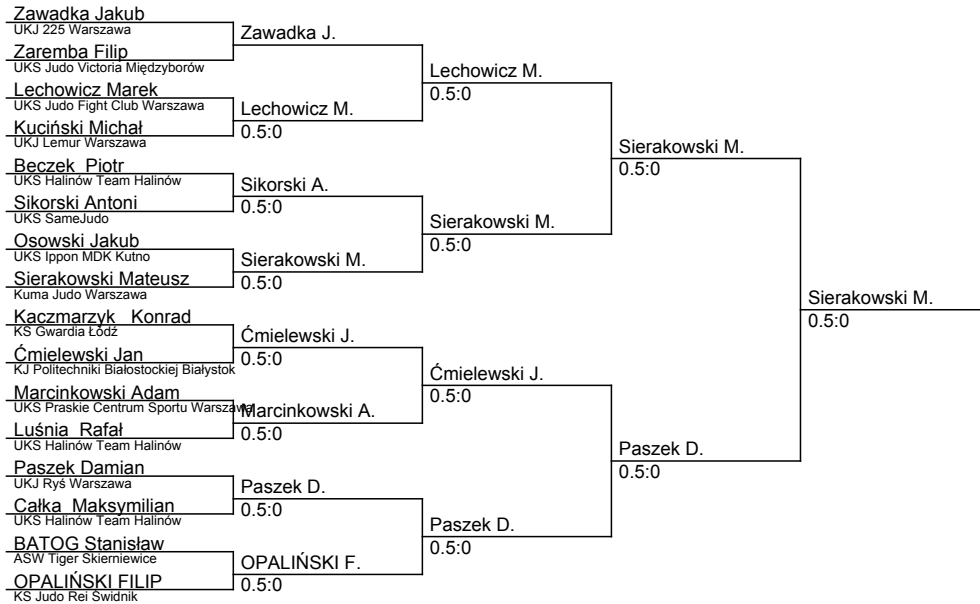 Zawadka Jakub
UKJ 225 Warszawa
Zaremba Filip
UKS Judo Victoria Międzyborów
Lechowicz Marek
UKS Judo Fight Club Warszawa
Kuciński Michał
UKJ Lemur Warszawa
Beczek  Piotr
UKS Halinów Team Halinów
Sikorski Antoni
UKS SameJudo
Osowski Jakub
UKS Ippon MDK Kutno
Sierakowski Mateusz
Kuma Judo Warszawa
Kaczmarzyk   Konrad
KS Gwardia Łódź
Ćmielewski Jan
KJ Politechniki Białostockiej Białystok
Marcinkowski Adam
UKS Praskie Centrum Sportu Warszawa
Luśnia  Rafał
UKS Halinów Team Halinów
Paszek Damian
UKJ Ryś Warszawa
Całka  Maksymilian
UKS Halinów Team Halinów
BATOG Stanisław
ASW Tiger Skierniewice
OPALIŃSKI FILIP
KS Judo Rei Świdnik
Zawadka J.
Lechowicz M.
0.5:0
Sikorski A.
0.5:0
Sierakowski M.
0.5:0
Ćmielewski J.
0.5:0
Marcinkowski A.
0.5:0
Paszek D.
0.5:0
OPALIŃSKI F.
0.5:0
Lechowicz M.
0.5:0
Sierakowski M.
0.5:0
Ćmielewski J.
0.5:0
Paszek D.
0.5:0
Sierakowski M.
0.5:0
Paszek D.
0.5:0
Sierakowski M.
0.5:0